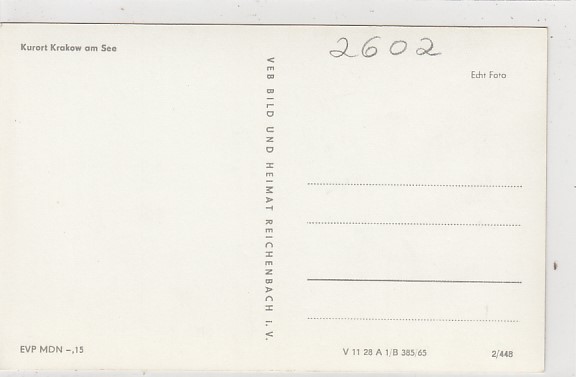 Kurort Krakow am See
2602
Echt Foto
VEB BILD UND HEIMAT REICHENBACH I. V.
EVP MDN –,15
V 11 28 A 1/B 385/65
2/448